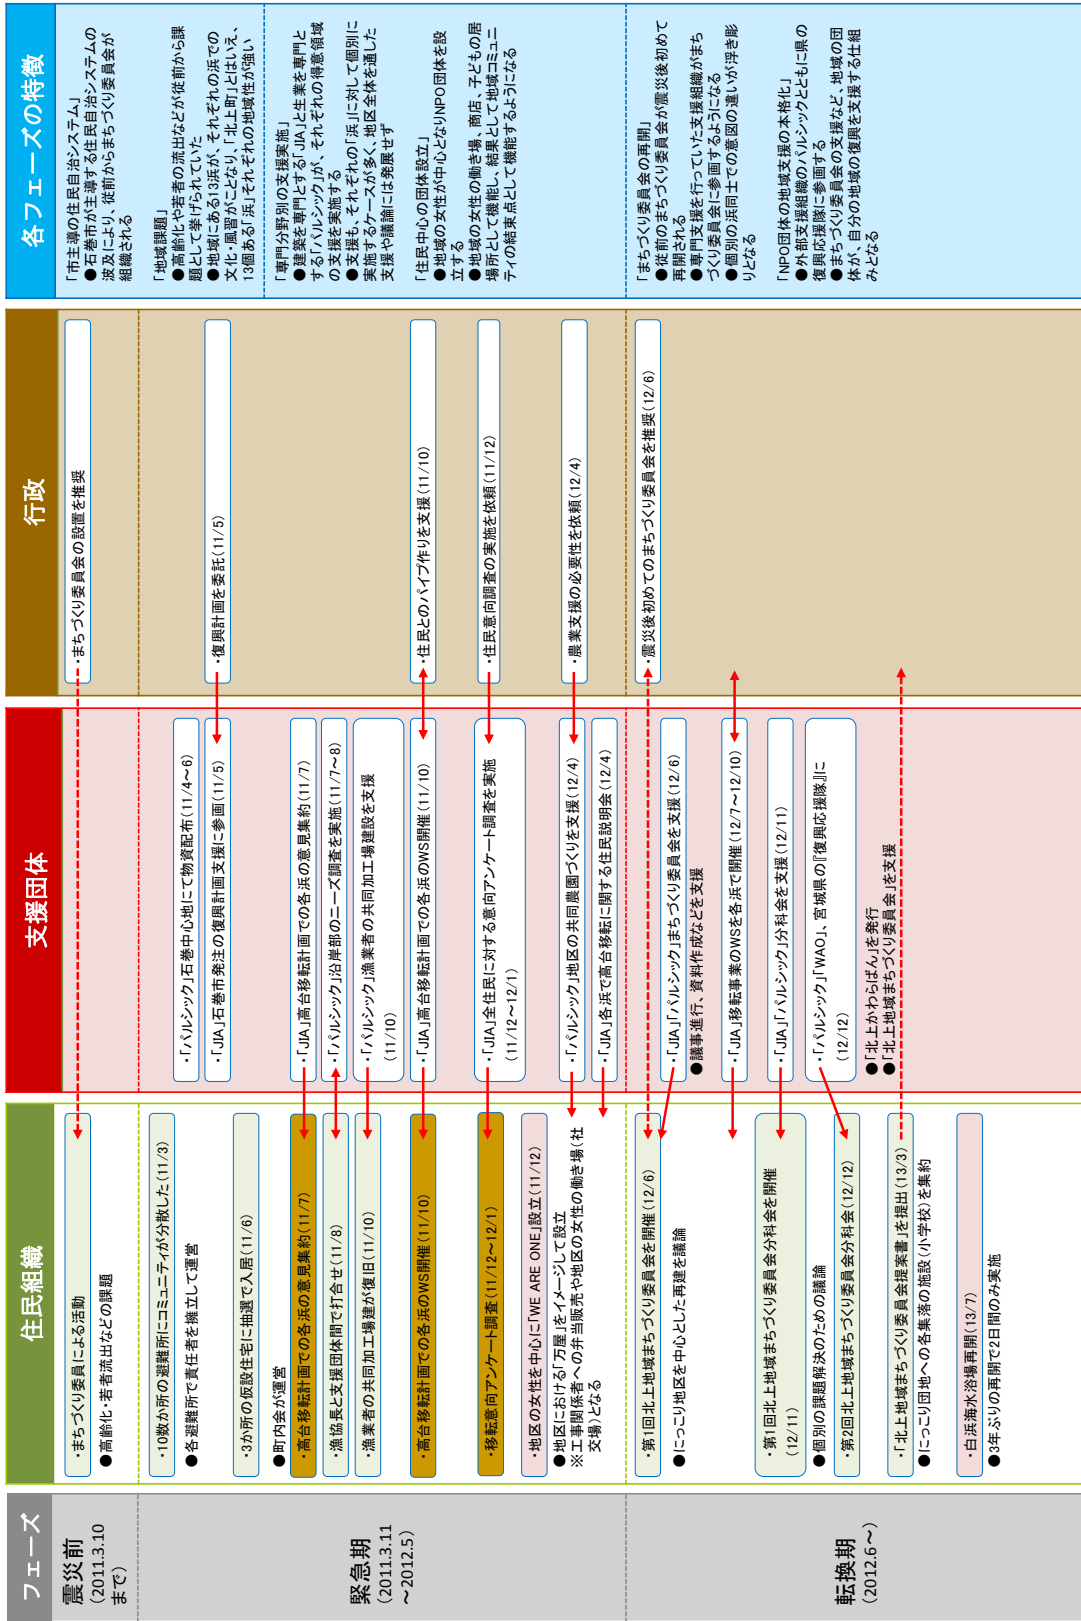 フェーズ
住民組織
支援団体
行政
各フェーズの特徴
震災前
(2011.3.10
まで)
・まちづくり委員による活動
●高齢化・若者流出などの課題
・まちづくり委員会の設置を推奨
「市主導の住民自治システム」
●石巻市が主導する住民自治システムの
波及により、従前からまちづくり委員会が
組織される
緊急期
(2011.3.11
～2012.5)
・10数か所の避難所にコミュニティが分散した(11/3)
●各避難所で責任者を擁立して運営
・3か所の仮設住宅に抽選で入居(11/6)
●町内会が運営
・高台移転計画での各浜の意見集約(11/7)
・漁協長と支援団体間で打合せ(11/8)
・漁業者の共同加工場建が復旧(11/10)
・高台移転計画での各浜のWS開催(11/10)
・移転意向アンケート調査(11/12～12/1)
・地区の女性を中心に「WE ARE ONE」設立(11/12)
●地区における「万屋」をイメージして設立
※工事関係者への弁当販売や地区の女性の働き場(社
交場)となる
・「パルシック」石巻中心地にて物資配布(11/4～6)
・「JIA」石巻市発注の復興計画支援に参画(11/5)
・「JIA」高台移転計画での各浜の意見集約(11/7)
・「パルシック」沿岸部のニーズ調査を実施(11/7～8)
・「パルシック」漁業者の共同加工場建設を支援
(11/10)
・「JIA」高台移転計画での各浜のWS開催(11/10)
・「JIA」全住民に対する意向アンケート調査を実施
(11/12～12/1)
・「パルシック」地区の共同農園づくりを支援(12/4)
・「JIA」各浜で高台移転に関する住民説明会(12/4)
・復興計画を委託(11/5)
・住民とのパイプ作りを支援(11/10)
・住民意向調査の実施を依頼(11/12)
・農業支援の必要性を依頼(12/4)
「地域課題」
●高齢化や若者の流出などが従前から課
題として挙げられていた
●地域にある13浜が、それぞれの浜での
文化・風習がことなり、「北上町」とはいえ、
13個ある「浜」それぞれの地域性が強い
「専門分野別の支援実施」
●建築を専門とする「JIA」と生業を専門と
する「パルシック」が、それぞれの得意領域
の支援を実施する
●支援も、それぞれの「浜」に対して個別に
実施するケースが多く、地区全体を通した
支援や議論には発展せず
「住民中心の団体設立」
●地域の女性が中心となりNPO団体を設
立する
●地域の女性の働き場、商店、子どもの居
場所として機能し、結果として地域コミュニ
ティの結束点として機能するようになる
転換期
(2012.6～)
・第1回北上地域まちづくり委員会を開催(12/6)
●にっこり地区を中心とした再建を議論
・第1回北上地域まちづくり委員会分科会を開催
(12/11)
●個別の課題解決のための議論
・第2回北上地域まちづくり委員会分科会(12/12)
・「北上地域まちづくり委員会提案書」を提出(13/3)
●にっこり団地への各集落の施設(小学校)を集約
・白浜海水浴場再開(13/7)
●3年ぶりの再開で2日間のみ実施
・「JIA」「パルシック」まちづくり委員会を支援(12/6)
●議事進行、資料作成などを支援
・「JIA」移転事業のWSを各浜で開催(12/7～12/10)
・「JIA」「パルシック」分科会を支援(12/11)
・「パルシック」「WAO」、宮城県の『復興応援隊』に
(12/12)
●「北上かわらばん」を発行
●「北上地域まちづくり委員会」を支援
・震災後初めてのまちづくり委員会を推奨(12/6)
「まちづくり委員会の再開」
●従前のまちづくり委員会が震災後初めて
再開される
●専門支援を行っていた支援組織がまち
づくり委員会に参画するようになる
●個別の浜同士での意図の違いが浮き彫
りとなる
「NPO団体の地域支援の本格化」
●外部支援組織のパルシックとともに県の
復興応援隊に参画する
●まちづくり委員会の支援など、地域の団
体が、自分の地域の復興を支援する仕組
みとなる